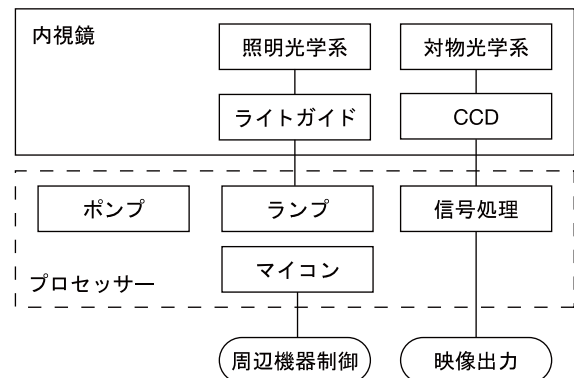 内視鏡
照明光学系
対物光学系
ライトガイド
CCD
ポンプ
ランプ
信号処理
マイコン
プロセッサー
周辺機器制御
映像出力